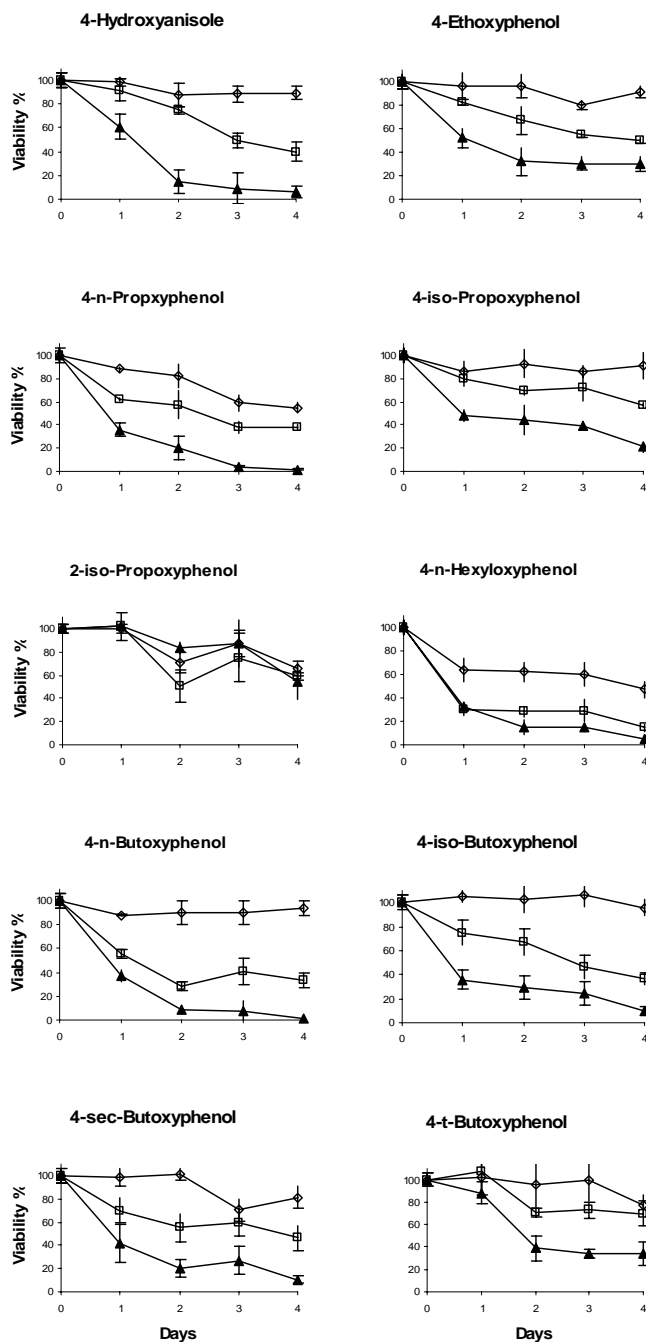 4-Hydroxyanisole
Viability %
100
80
60
40
20
0
0 1 2 3 4
4-Ethoxyphenol
100
80
60
40
20
0
0 1 2 3 4
4-n-Propxyphenol
Viability %
100
80
60
40
20
0
0 1 2 3 4
4-iso-Propoxyphenol
100
80
60
40
20
0
0 1 2 3 4
2-iso-Propoxyphenol
Viability %
100
80
60
40
20
0
0 1 2 3 4
4-n-Hexyloxyphenol
100
80
60
40
20
0
0 1 2 3 4
4-n-Butoxyphenol
Viability %
100
80
60
40
20
0
0 1 2 3 4
4-iso-Butoxyphenol
100
80
60
40
20
0
0 1 2 3 4
4-sec-Butoxyphenol
Viability %
100
80
60
40
20
0
0 1 2 3 4
Days
4-t-Butoxyphenol
100
80
60
40
20
0
0 1 2 3 4
Days